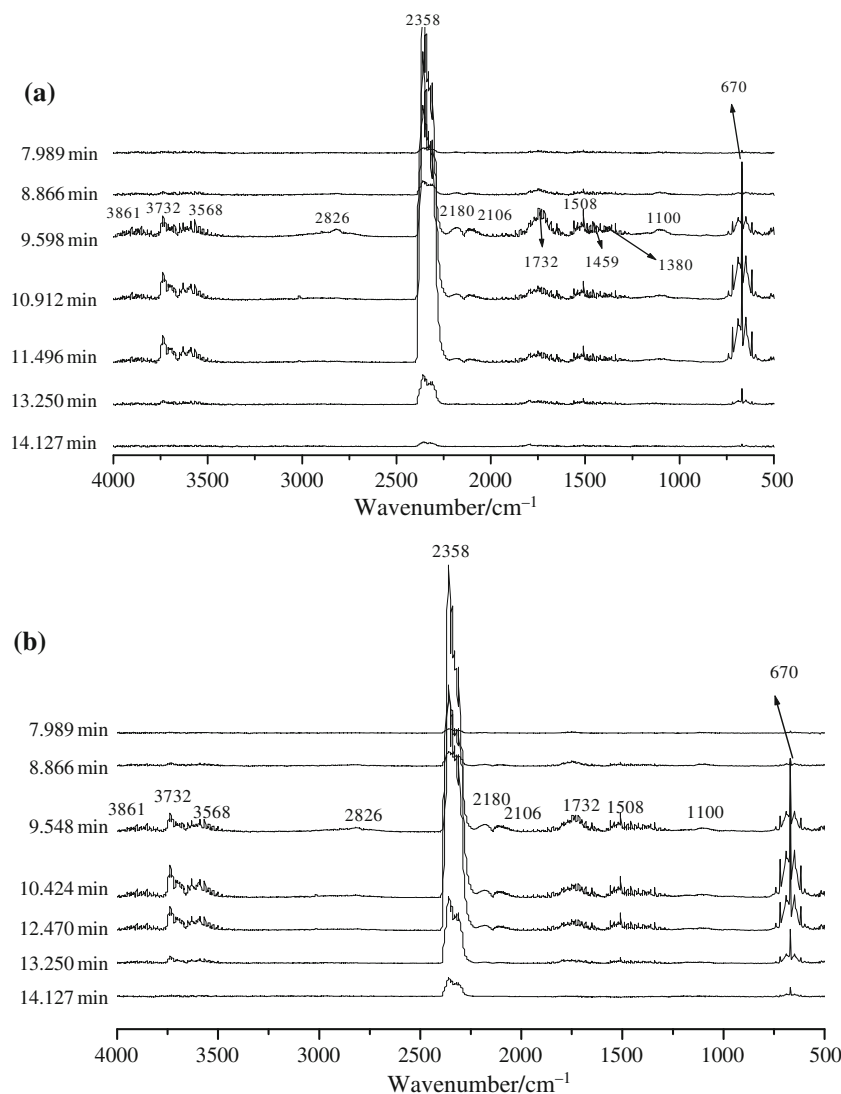 2358
(a)
670
7.989 min
8.866 min
3861 3732 3568 2826 2180 2106 1508 1100
9.598 min
1732 1459 1380
10.912 min
11.496 min
13.250 min
14.127 min
4000 3500 3000 2500 2000 1500 1000 500
Wavenumber/cm⁻¹
2358
(b)
670
7.989 min
8.866 min
3861 3732 3568 2826 2180 2106 1732 1508 1100
9.548 min
10.424 min
12.470 min
13.250 min
14.127 min
4000 3500 3000 2500 2000 1500 1000 500
Wavenumber/cm⁻¹